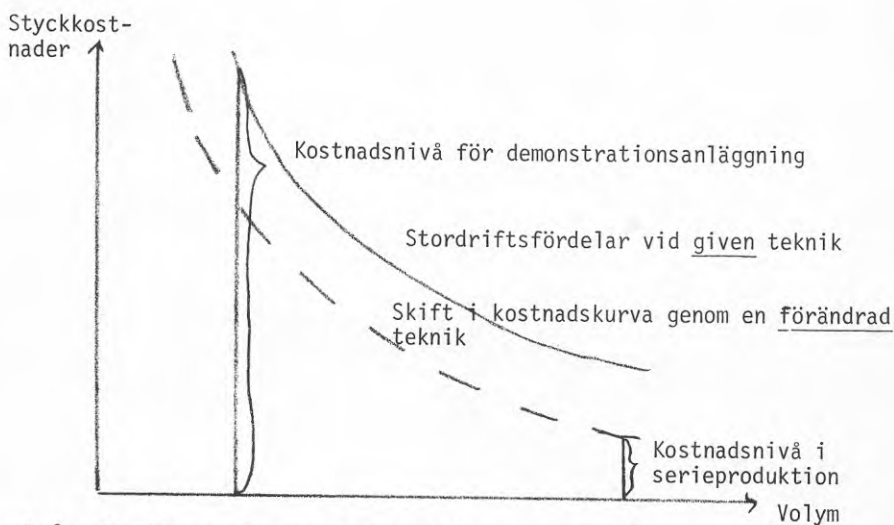 Styckkost-
nader
Kostnadsnivå för demonstrationsanläggning
Stordriftsfördelar vid given teknik
Skift i kostnadskurva genom en förändrad
teknik
Kostnadsnivå i
serieproduktion
Volym